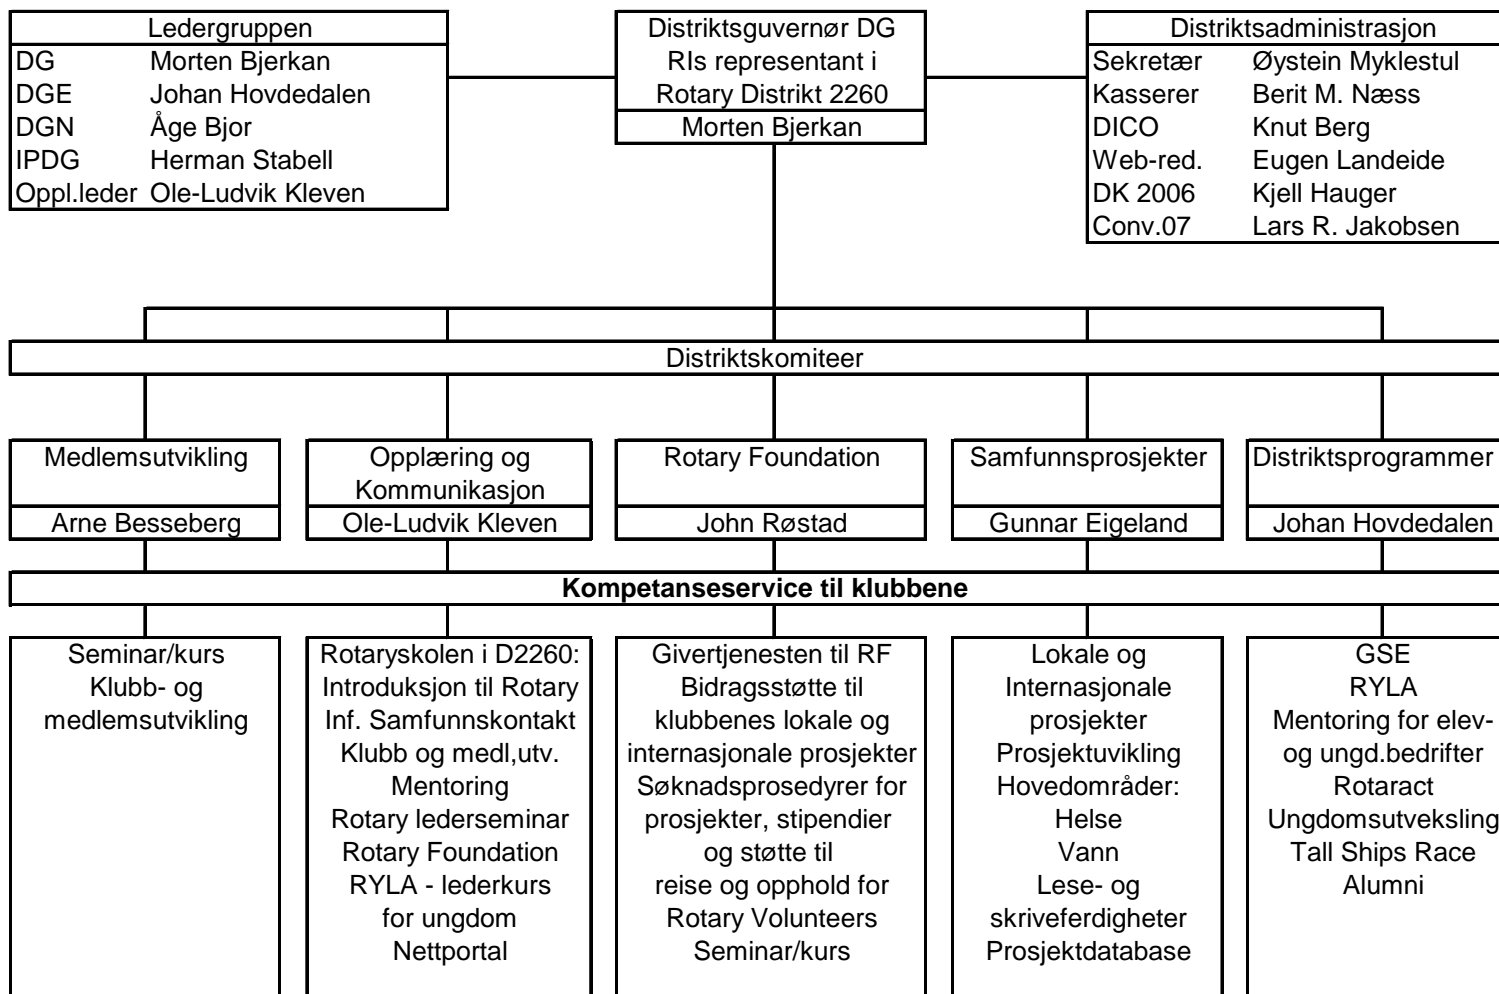 Ledergruppen
DG Morten Bjerkan
DGE Johan Hovdedalen
DGN Åge Bjor
IPDG Herman Stabell
Oppl.leder Ole-Ludvik Kleven
Distriktsguvernør DG
RIs representant i
Rotary Distrikt 2260
Morten Bjerkan
Distriktsadministrasjon
Sekretær Øystein Myklestul
Kasserer Berit M. Næss
DICO Knut Berg
Web-red. Eugen Landeide
DK 2006 Kjell Hauger
Conv.07 Lars R. Jakobsen
Distriktskomiteer
Medlemsutvikling
Arne Besseberg
Opplæring og
Kommunikasjon
Ole-Ludvik Kleven
Rotary Foundation
John Røstad
Samfunnsprosjekter
Gunnar Eigeland
Distriktsprogrammer
Johan Hovdedalen
Kompetanseservice til klubbene
Seminar/kurs
Klubb- og
medlemsutvikling
Rotaryskolen i D2260:
Introduksjon til Rotary
Inf. Samfunnskontakt
Klubb og medl,utv.
Mentoring
Rotary lederseminar
Rotary Foundation
RYLA - lederkurs
for ungdom
Nettportal
Givertjenesten til RF
Bidragsstøtte til
klubbenes lokale og
internasjonale prosjekter
Søknadsprosedyrer for
prosjekter, stipendier
og støtte til
reise og opphold for
Rotary Volunteers
Seminar/kurs
Lokale og
Internasjonale
prosjekter
Prosjektuvikling
Hovedområder:
Helse
Vann
Lese- og
skriveferdigheter
Prosjektdatabase
GSE
RYLA
Mentoring for elev-
og ungd.bedrifter
Rotaract
Ungdomsutveksling
Tall Ships Race
Alumni